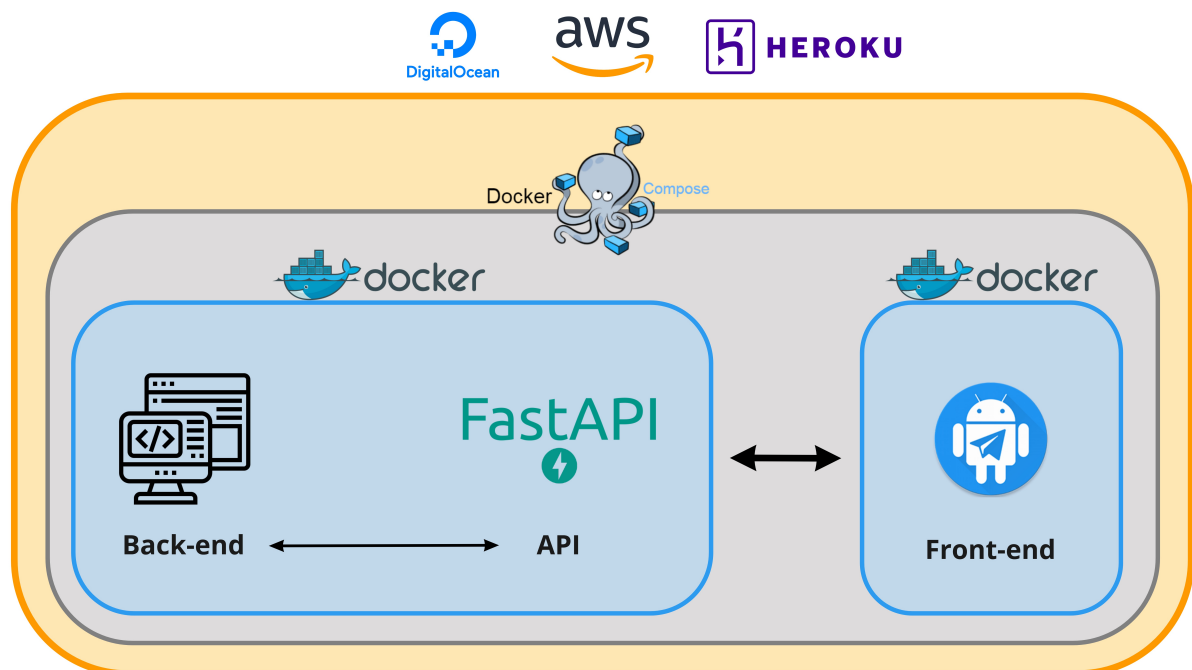 DigitalOcean
aws
HEROKU
Docker
Compose
docker
docker
</>
FastAPI
Back-end
API
Front-end